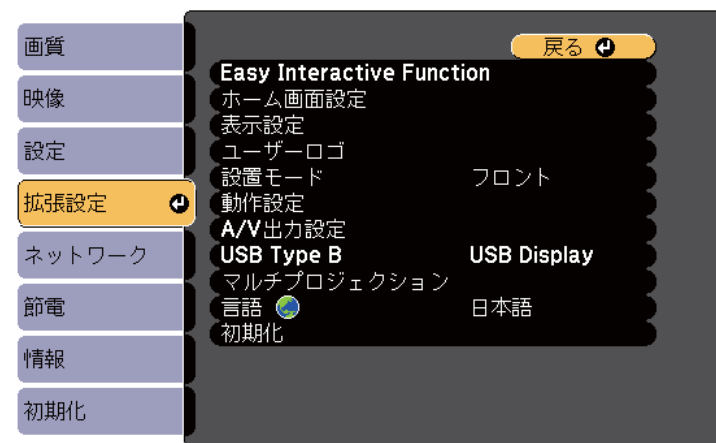 画質
映像
設定
拡張設定
ネットワーク
節電
情報
初期化
戻る
Easy Interactive Function
ホーム画面設定
表示設定
ユーザーロゴ
設置モード フロント
動作設定
A/V出力設定
USB Type B USB Display
マルチプロジェクション
言語 日本語
初期化